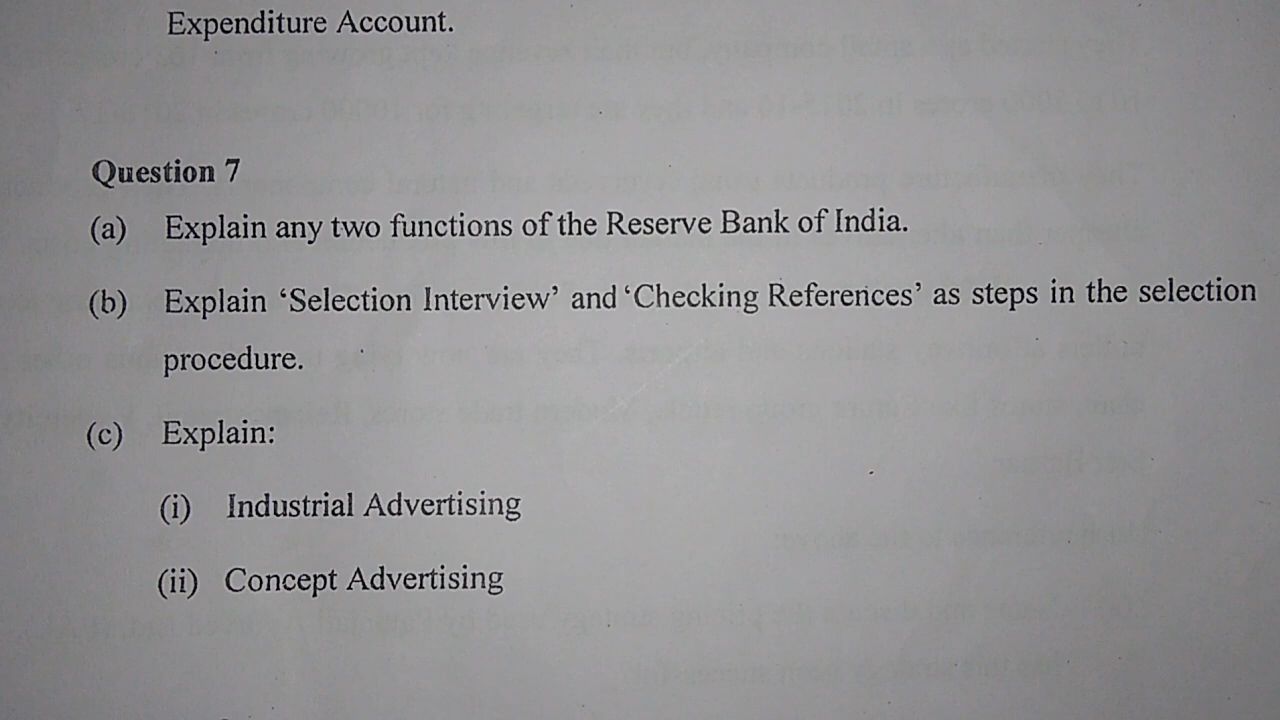 Expenditure Account.
Question 7
(a) Explain any two functions of the Reserve Bank of India.
(b) Explain ‘Selection Interview’ and ‘Checking References’ as steps in the selection
procedure.
(c) Explain:
(i) Industrial Advertising
(ii) Concept Advertising